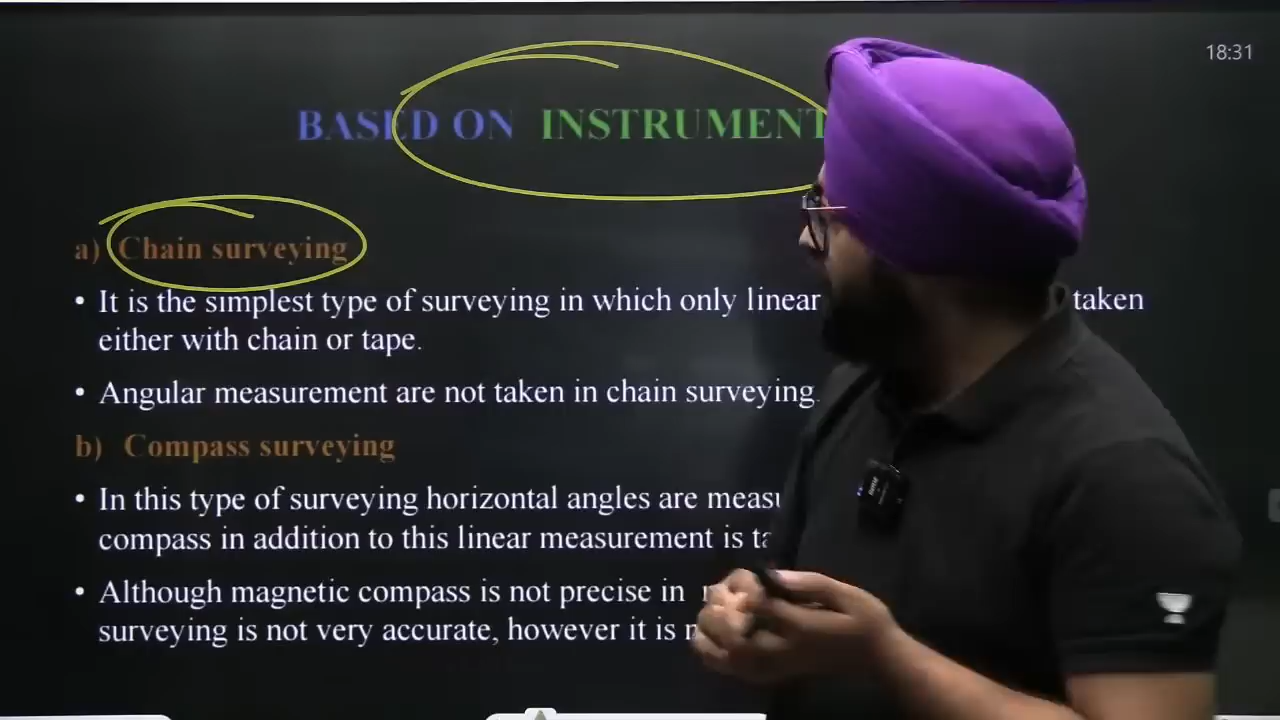 18:31
BASED ON INSTRUMENT
a) Chain surveying
• It is the simplest type of surveying in which only linear taken
either with chain or tape.
• Angular measurement are not taken in chain surveying.
b) Compass surveying
• In this type of surveying horizontal angles are
compass in addition to this linear measurement is
• Although magnetic compass is not precise in
surveying is not very accurate, however it is